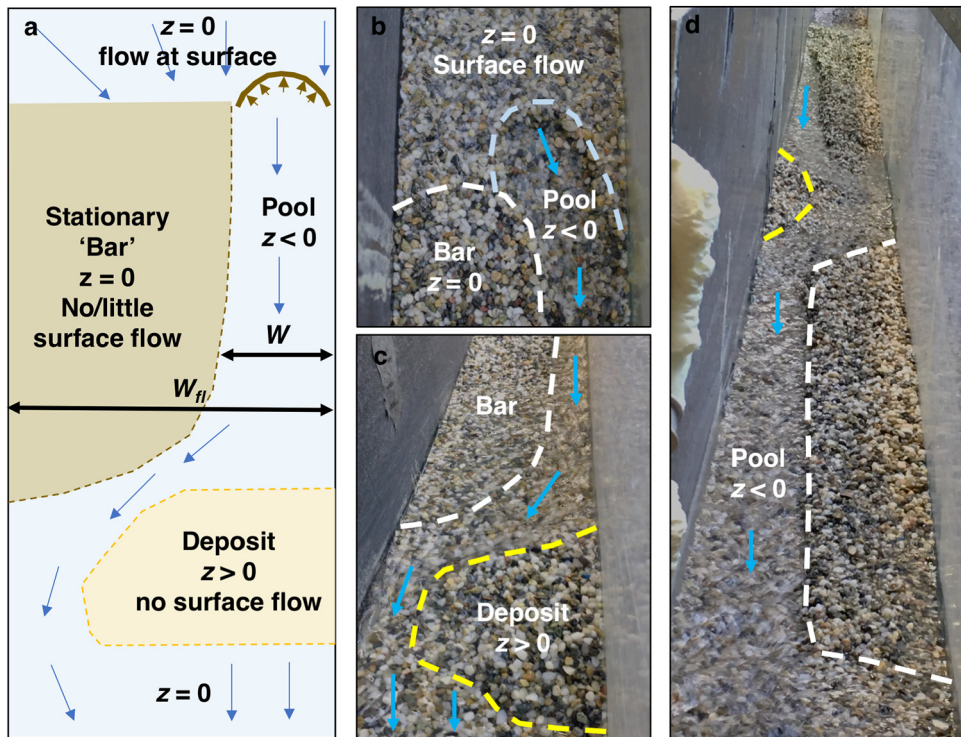 a
z = 0
flow at surface
Stationary
‘Bar’
z = 0
No/little
surface flow
Pool
z < 0
W
W_fl
Deposit
z > 0
no surface flow
z = 0
b
z = 0
Surface flow
Pool
z < 0
Bar
z = 0
c
Bar
Deposit
z > 0
d
Pool
z < 0